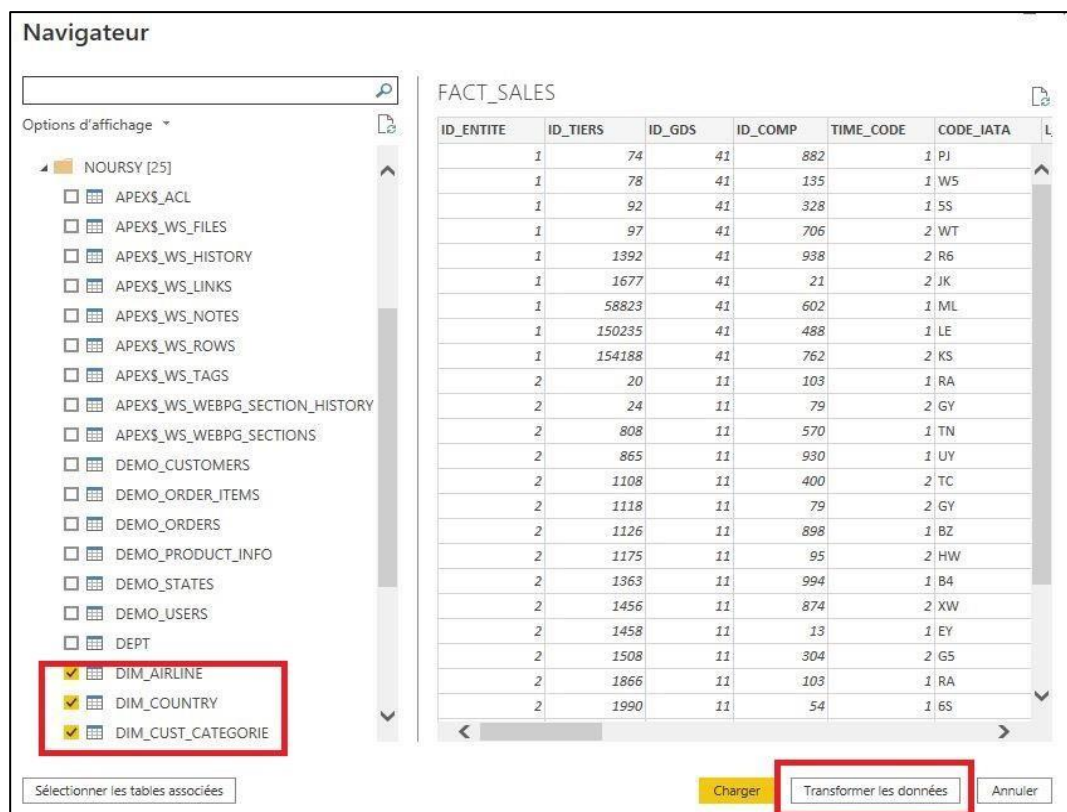 Navigateur
Options d'affichage
NOURSY [25]
APEX$_ACL
APEX$_WS_FILES
APEX$_WS_HISTORY
APEX$_WS_LINKS
APEX$_WS_NOTES
APEX$_WS_ROWS
APEX$_WS_TAGS
APEX$_WS_WEBPG_SECTION_HISTORY
APEX$_WS_WEBPG_SECTIONS
DEMO_CUSTOMERS
DEMO_ORDER_ITEMS
DEMO_ORDERS
DEMO_PRODUCT_INFO
DEMO_STATES
DEMO_USERS
DEPT
DIM_AIRLINE
DIM_COUNTRY
DIM_CUST_CATEGORIE
FACT_SALES
ID_ENTITE ID_TIERS ID_GDS ID_COMP TIME_CODE CODE_IATA L
1 74 41 882 1 PJ
1 78 41 135 1 W5
1 92 41 328 1 5S
1 97 41 706 2 WT
1 1392 41 938 2 R6
1 1677 41 21 2 JK
1 58823 41 602 1 ML
1 150235 41 488 1 LE
1 154188 41 762 2 KS
2 20 11 103 1 RA
2 24 11 79 2 GY
2 808 11 570 1 TN
2 865 11 930 1 UY
2 1108 11 400 2 TC
2 1118 11 79 2 GY
2 1126 11 898 1 BZ
2 1175 11 95 2 HW
2 1363 11 994 1 B4
2 1456 11 874 2 XW
2 1458 11 13 1 EY
2 1508 11 304 2 G5
2 1866 11 103 1 RA
2 1990 11 54 1 6S
Sélectionner les tables associées Charger Transformer les données Annuler